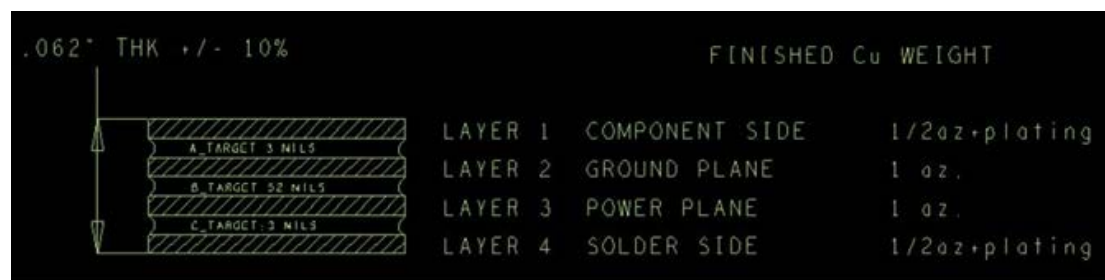 .062" THK +/- 10%
FINISHED Cu WEIGHT
LAYER 1 COMPONENT SIDE 1/2oz+plating
A_TARGET 3 MILS
LAYER 2 GROUND PLANE 1 oz.
B_TARGET 52 MILS
LAYER 3 POWER PLANE 1 oz.
C_TARGET:3 MILS
LAYER 4 SOLDER SIDE 1/2oz+plating